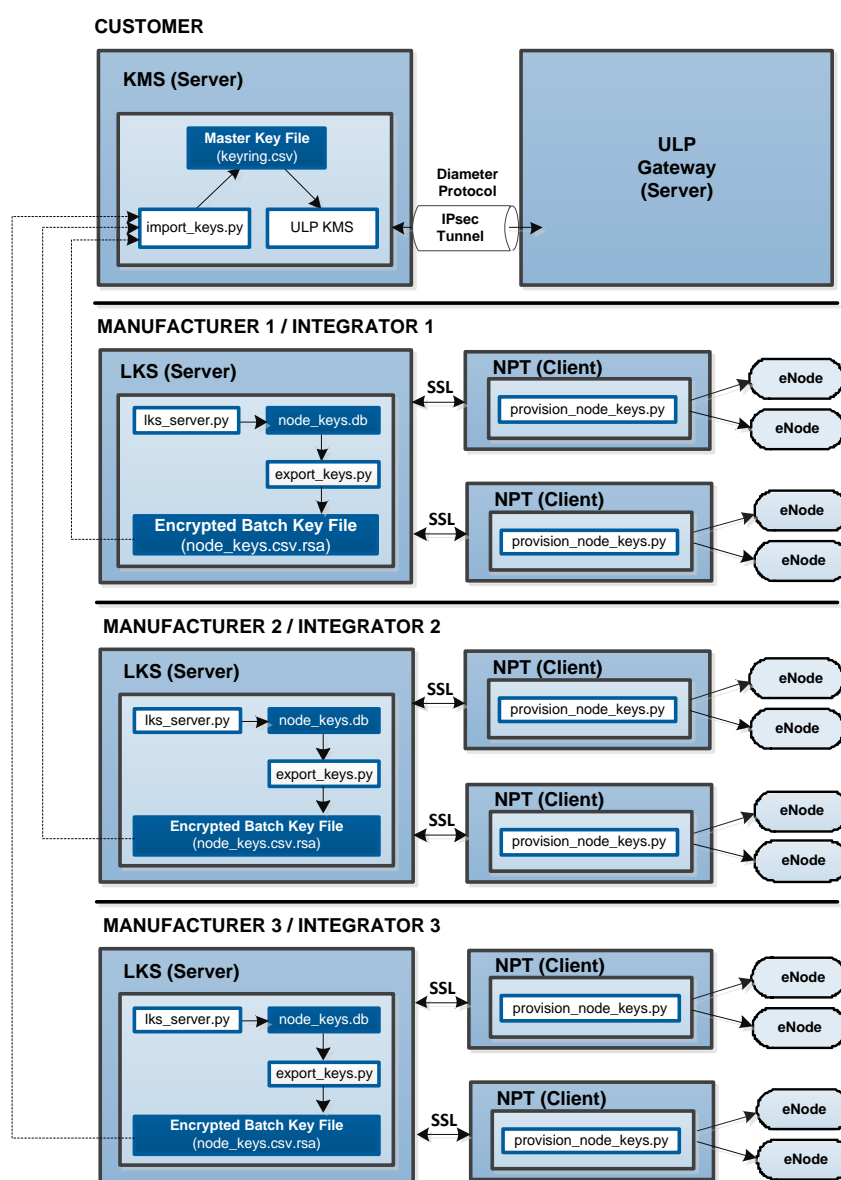 CUSTOMER
KMS (Server)
Master Key File
(keyring.csv)
import_keys.py
ULP KMS
Diameter
Protocol
IPsec
Tunnel
ULP
Gateway
(Server)
MANUFACTURER 1 / INTEGRATOR 1
LKS (Server)
lks_server.py
node_keys.db
export_keys.py
Encrypted Batch Key File
(node_keys.csv.rsa)
SSL
NPT (Client)
provision_node_keys.py
eNode
eNode
SSL
NPT (Client)
provision_node_keys.py
eNode
eNode
MANUFACTURER 2 / INTEGRATOR 2
LKS (Server)
lks_server.py
node_keys.db
export_keys.py
Encrypted Batch Key File
(node_keys.csv.rsa)
SSL
NPT (Client)
provision_node_keys.py
eNode
eNode
SSL
NPT (Client)
provision_node_keys.py
eNode
eNode
MANUFACTURER 3 / INTEGRATOR 3
LKS (Server)
lks_server.py
node_keys.db
export_keys.py
Encrypted Batch Key File
(node_keys.csv.rsa)
SSL
NPT (Client)
provision_node_keys.py
eNode
eNode
SSL
NPT (Client)
provision_node_keys.py
eNode
eNode